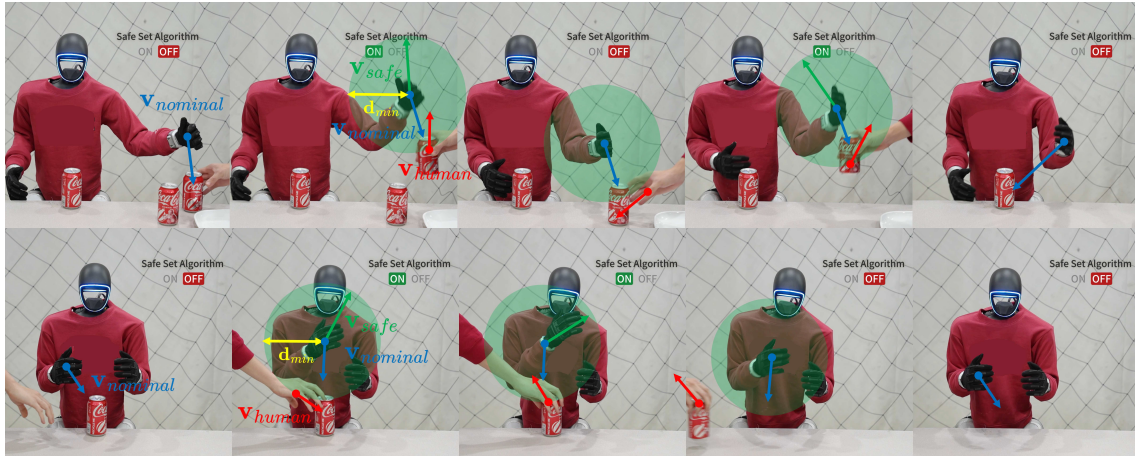 Safe Set Algorithm
ON OFF
v_nominal
Safe Set Algorithm
ON OFF
v_safe
d_min
v_nominal
v_human
Safe Set Algorithm
ON OFF
Safe Set Algorithm
ON OFF
Safe Set Algorithm
ON OFF
Safe Set Algorithm
ON OFF
v_nominal
Safe Set Algorithm
ON OFF
v_safe
d_min
v_nominal
v_human
Safe Set Algorithm
ON OFF
Safe Set Algorithm
ON OFF
Safe Set Algorithm
ON OFF